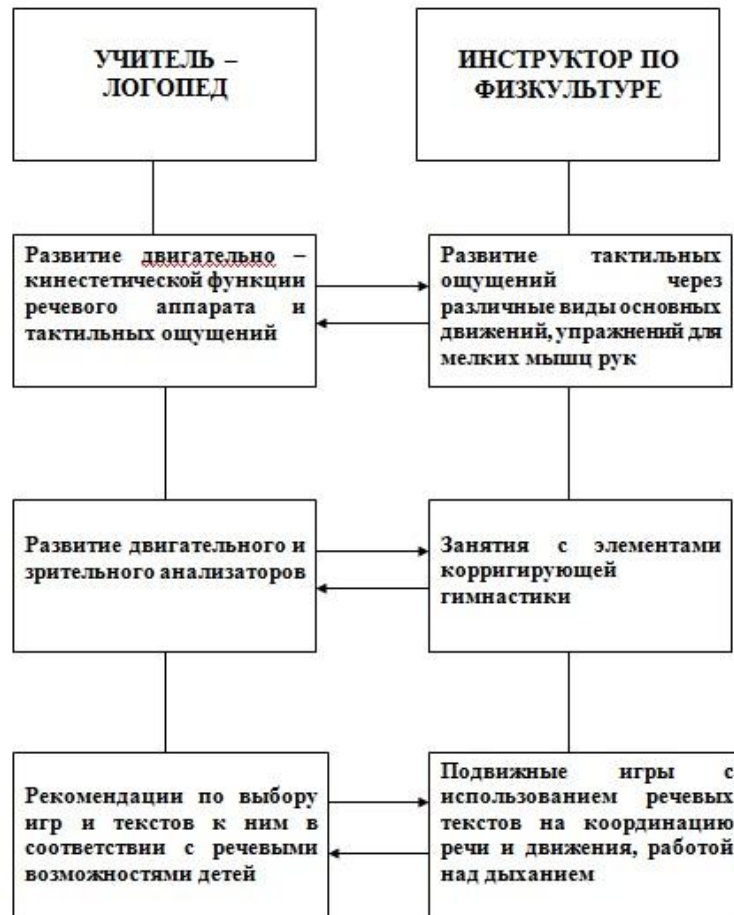 УЧИТЕЛЬ –
ЛОГОПЕД
ИНСТРУКТОР ПО
ФИЗКУЛЬТУРЕ
Развитие двигательно –
кинестетической функции
речевого аппарата и
тактильных ощущений
Развитие тактильных
ощущений через
различные виды основных
движений, упражнений для
мелких мышц рук
Развитие двигательного и
зрительного анализаторов
Занятия с элементами
корригирующей
гимнастики
Рекомендации по выбору
игр и текстов к ним в
соответствии с речевыми
возможностями детей
Подвижные игры с
использованием речевых
текстов на координацию
речи и движения, работой
над дыханием